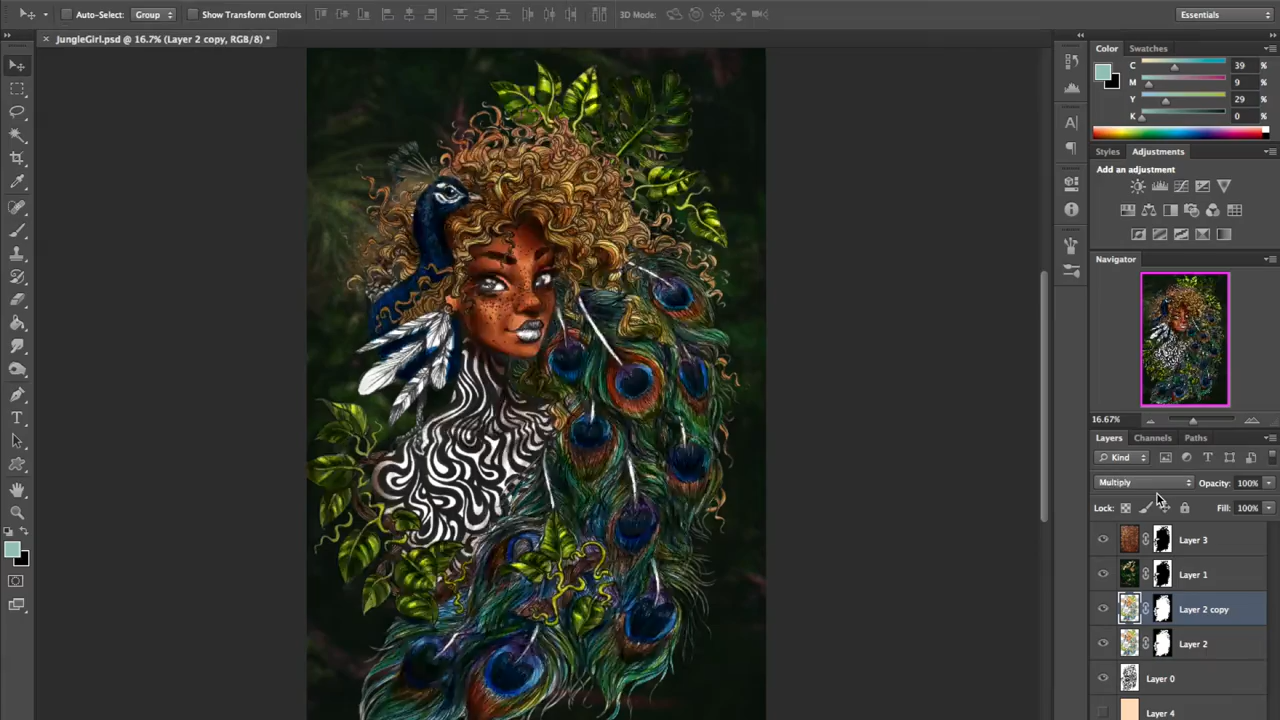 Auto-Select: Group Show Transform Controls 3D Mode: Essentials
× JungleGirl.psd @ 16.7% (Layer 2 copy, RGB/8) *
Color Swatches
C 39 %
M 9 %
Y 29 %
K 0 %
Styles Adjustments
Add an adjustment
Navigator
16.67%
Layers Channels Paths
Kind
Multiply Opacity: 100%
Lock: Fill: 100%
Layer 3
Layer 1
Layer 2 copy
Layer 2
Layer 0
Layer 4